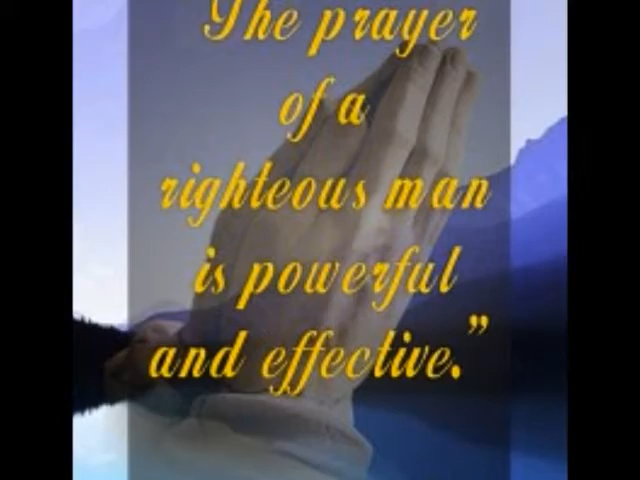 The prayer
of a
righteous man
is powerful
and effective.”